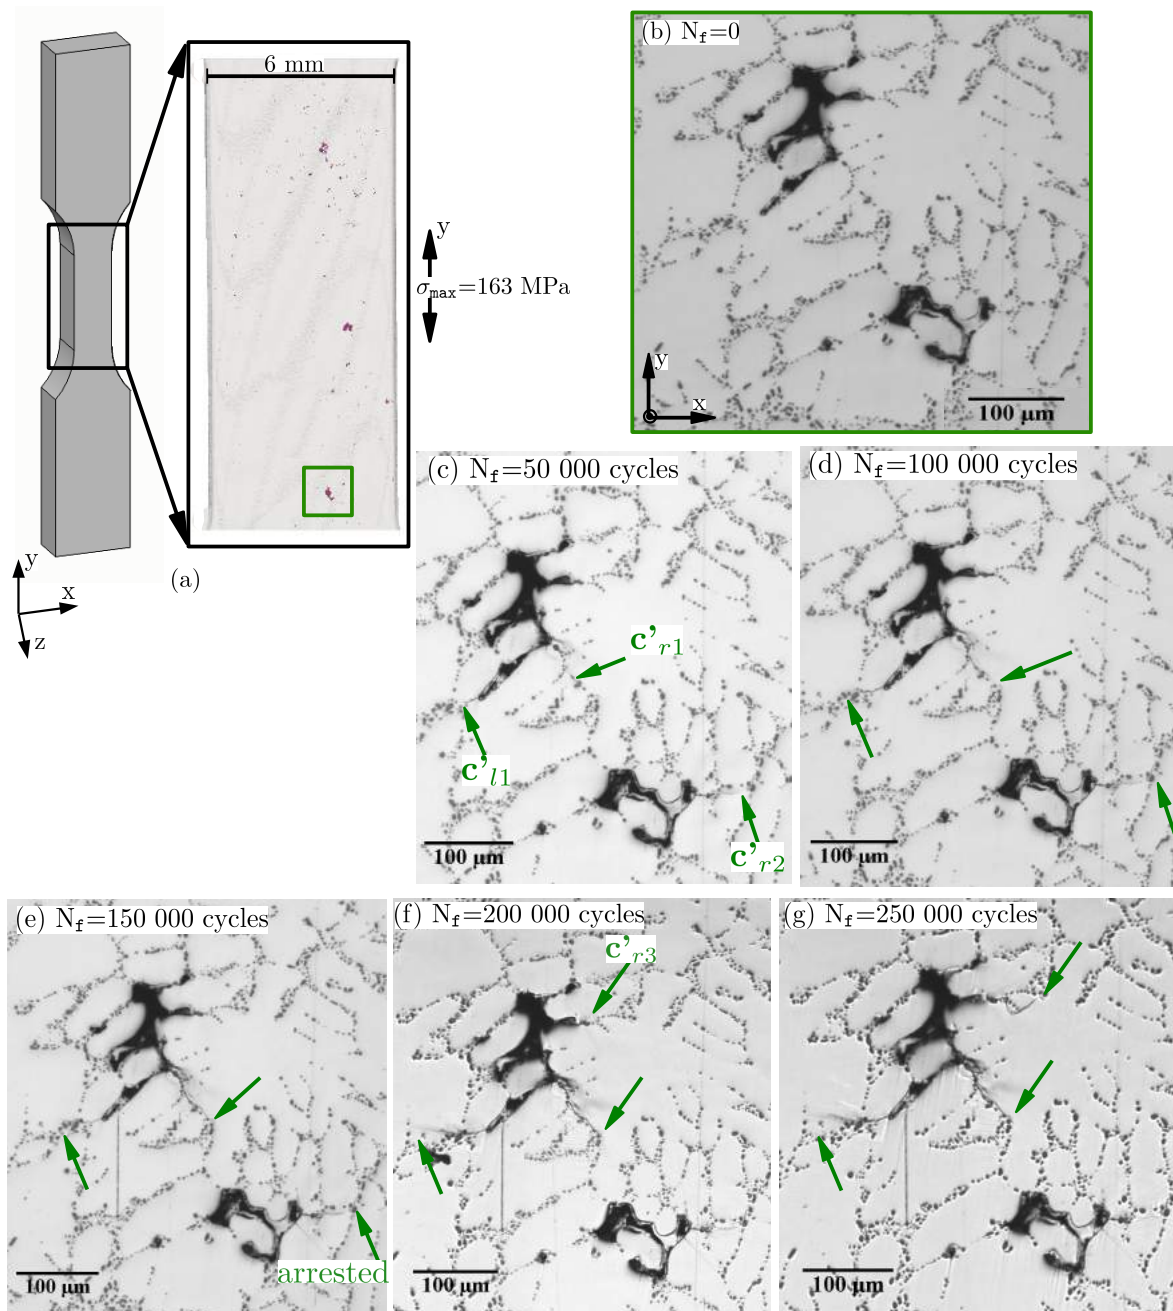 6 mm
y
σmax=163 MPa
y
x
z
(a)
(b) Nf=0
y
x
100 μm
(c) Nf=50 000 cycles
c'r1
c'l1
c'r2
100 μm
(d) Nf=100 000 cycles
100 μm
(e) Nf=150 000 cycles
arrested
100 μm
(f) Nf=200 000 cycles
c'r3
100 μm
(g) Nf=250 000 cycles
100 μm